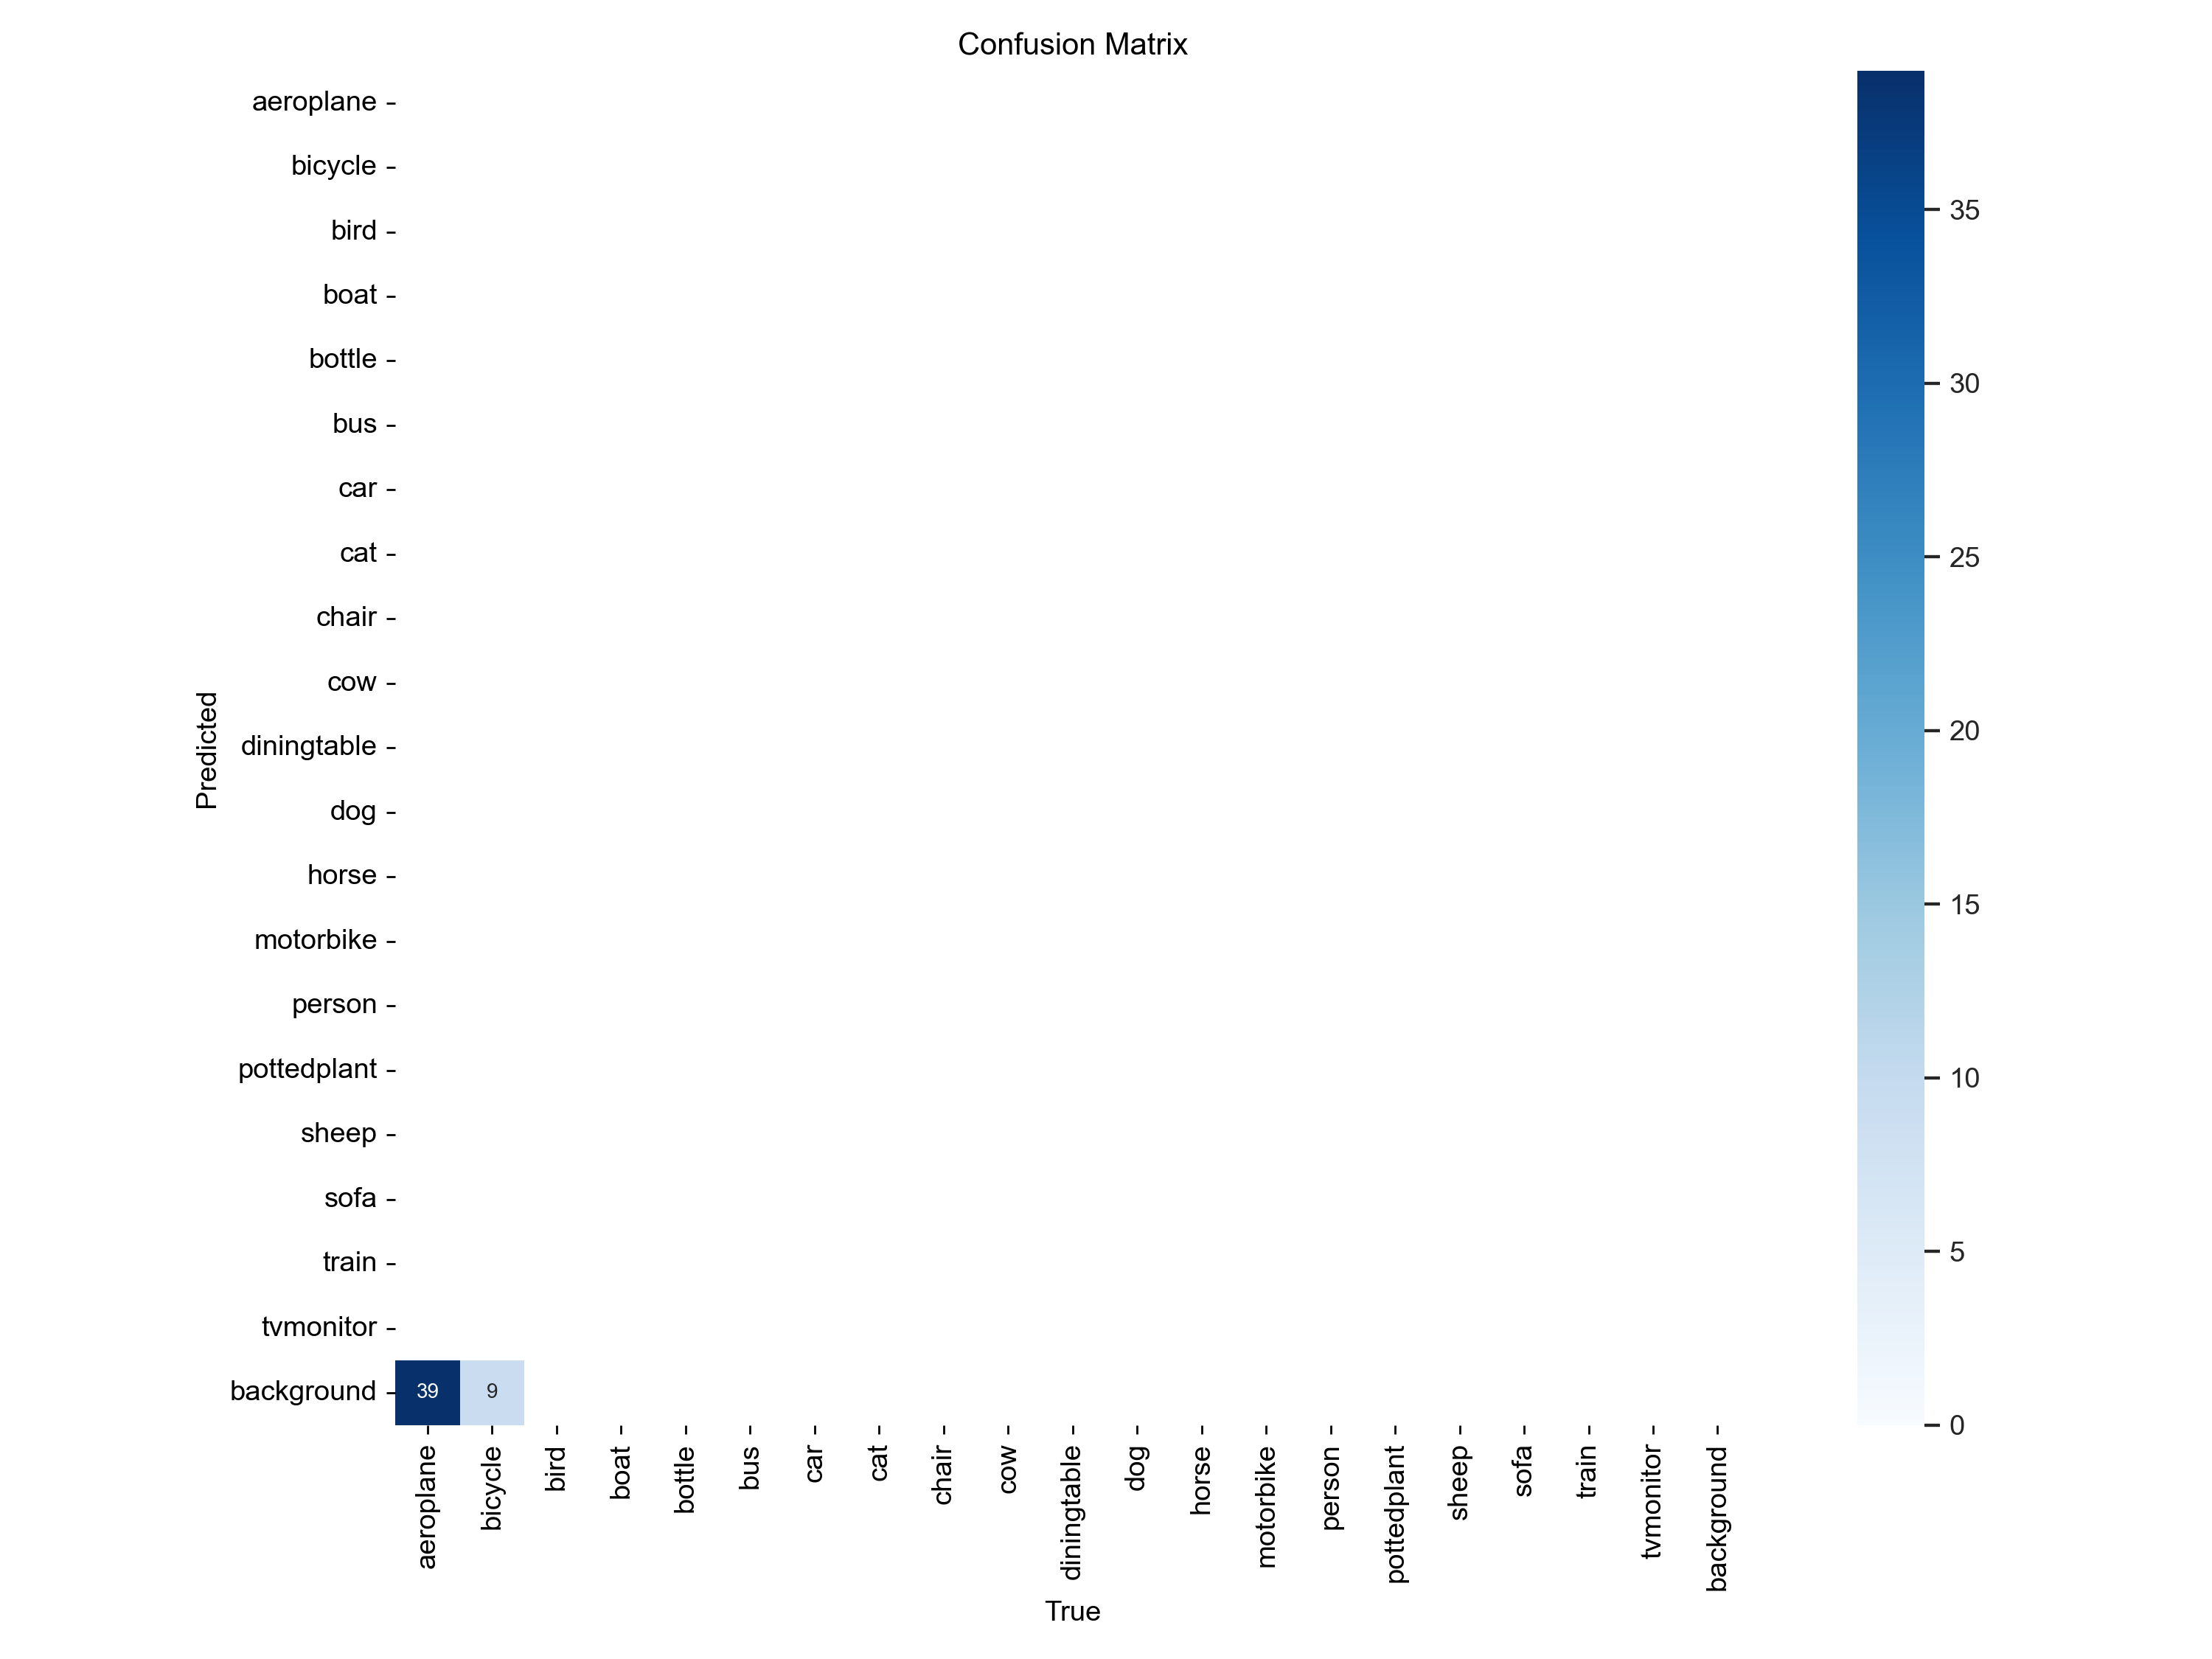 Confusion Matrix
aeroplane
bicycle
bird
boat
bottle
bus
car
cat
chair
cow
diningtable
dog
horse
motorbike
person
pottedplant
sheep
sofa
train
tvmonitor
background
Predicted
39 9
aeroplane
bicycle
bird
boat
bottle
bus
car
cat
chair
cow
diningtable
dog
horse
motorbike
person
pottedplant
sheep
sofa
train
tvmonitor
background
True
35
30
25
20
15
10
5
0